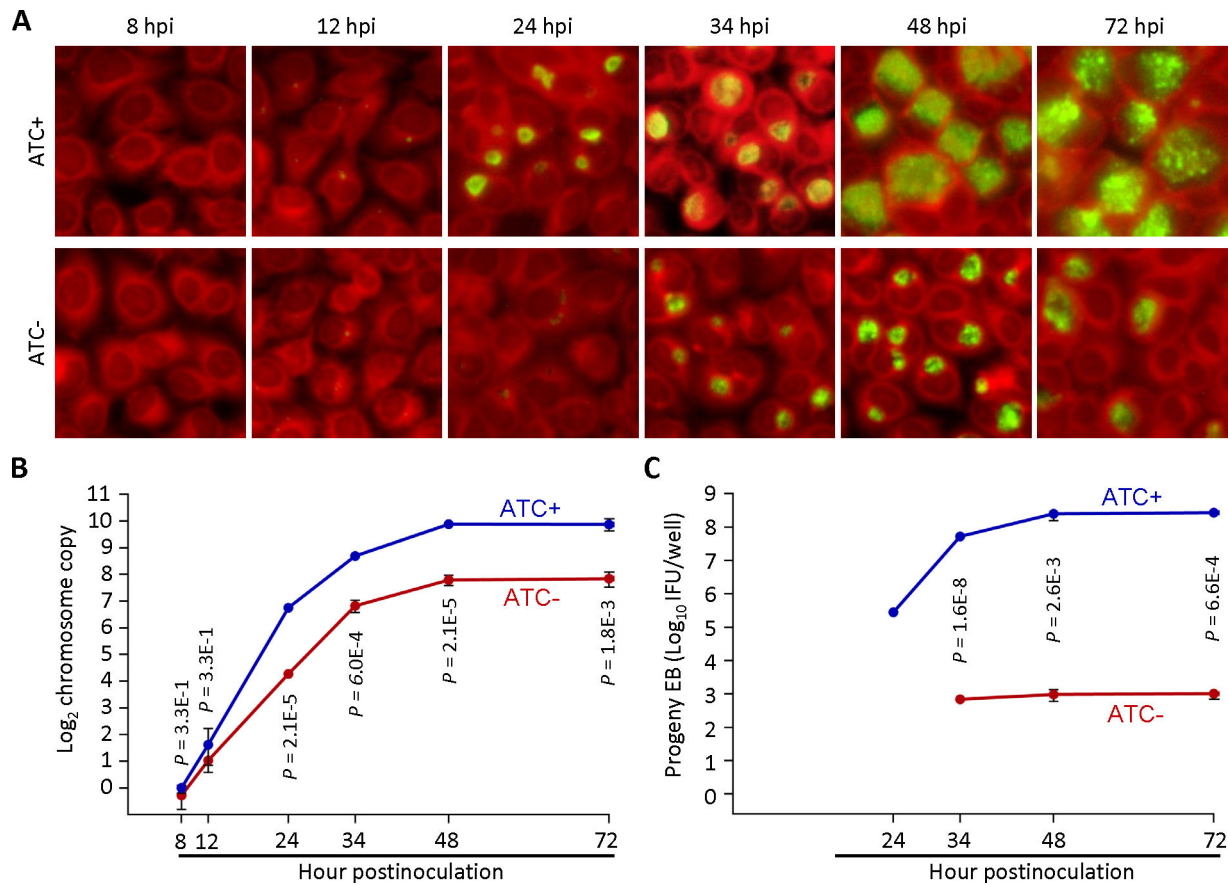 A
8 hpi 12 hpi 24 hpi 34 hpi 48 hpi 72 hpi
ATC+
ATC-
B
Log2 chromosome copy
11
10
9
8
7
6
5
4
3
2
1
0
ATC+
ATC-
P = 3.3E-1
P = 3.3E-1
P = 2.1E-5
P = 6.0E-4
P = 2.1E-5
P = 1.8E-3
8 12 24 34 48 72
Hour postinoculation
C
Progeny EB (Log10 IFU/well)
9
8
7
6
5
4
3
2
1
0
ATC+
ATC-
P = 1.6E-8
P = 2.6E-3
P = 6.6E-4
24 34 48 72
Hour postinoculation